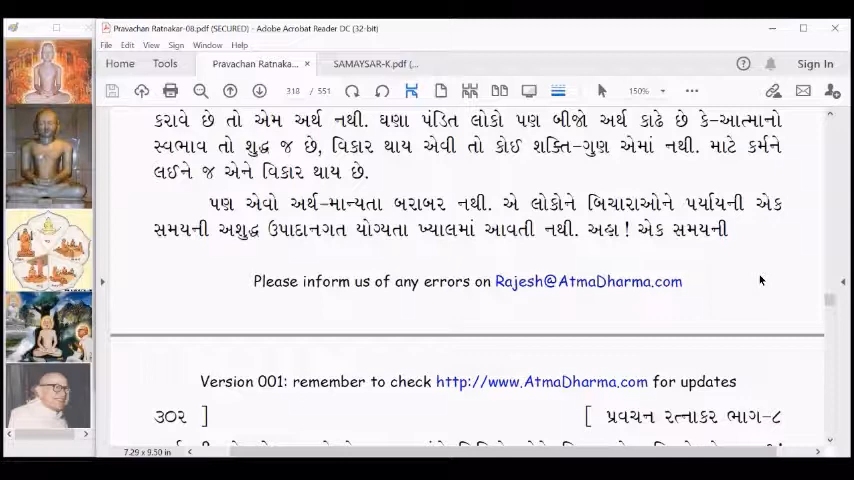 Pravachan Ratnakar-08.pdf (SECURED) - Adobe Acrobat Reader DC (32-bit)
File Edit View Sign Window Help
Home Tools Pravachan Ratnaka... × SAMAYSAR-K.pdf (... Sign In
318 / 551 150%
કરાવે છે તો એમ અર્થ નથી. ઘણા પંડિત લોકો પણ બીજો અર્થ કાઢે છે કે-આત્માનો
સ્વભાવ તો શુદ્ધ જ છે, વિકાર થાય એવી તો કોઈ શક્તિ-ગુણ એમાં નથી. માટે કર્મને
લઈને જ એને વિકાર થાય છે.
પણ એવો અર્થ-માન્યતા બરાબર નથી. એ લોકોને બિચારાઓને પર્યાયની એક
સમયની અશુદ્ધ ઉપાદાનગત યોગ્યતા ખ્યાલમાં આવતી નથી. અહા ! એક સમયની
Please inform us of any errors on Rajesh@AtmaDharma.com
Version 001: remember to check http://www.AtmaDharma.com for updates
૩૦૨ ] [ પ્રવચન રત્નાકર ભાગ-૮
7.29 x 9.50 in